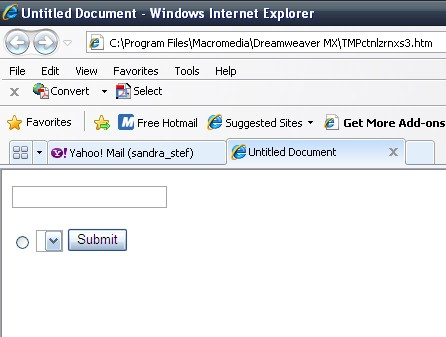 Untitled Document - Windows Internet Explorer
C:\Program Files\Macromedia\Dreamweaver MX\TMPctnlzrnxs3.htm
File Edit View Favorites Tools Help
x Convert Select
Favorites Free Hotmail Suggested Sites Get More Add-ons
Y! Yahoo! Mail (sandra_stef) Untitled Document
Submit